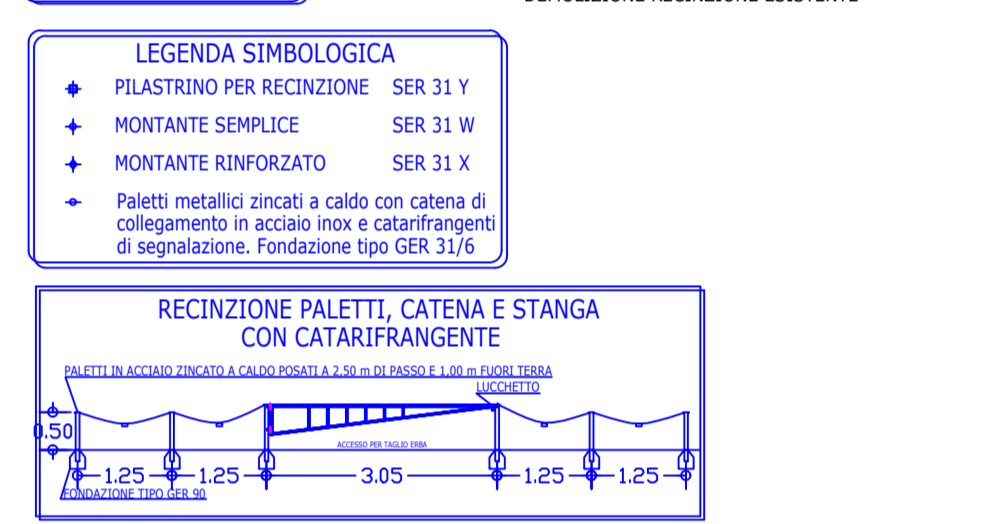 DEMOLIZIONE RECINZIONE ESISTENTE
LEGENDA SIMBOLOGICA
PILASTRINO PER RECINZIONE SER 31 Y
MONTANTE SEMPLICE SER 31 W
MONTANTE RINFORZATO SER 31 X
Paletti metallici zincati a caldo con catena di
collegamento in acciaio inox e catarifrangenti
di segnalazione. Fondazione tipo GER 31/6
RECINZIONE PALETTI, CATENA E STANGA
CON CATARIFRANGENTE
PALETTI IN ACCIAIO ZINCATO A CALDO POSATI A 2,50 m DI PASSO E 1,00 m FUORI TERRA
LUCCHETTO
0.50
ACCESSO PER TAGLIO ERBA
1.25 1.25 3.05 1.25 1.25
FONDAZIONE TIPO GER 90